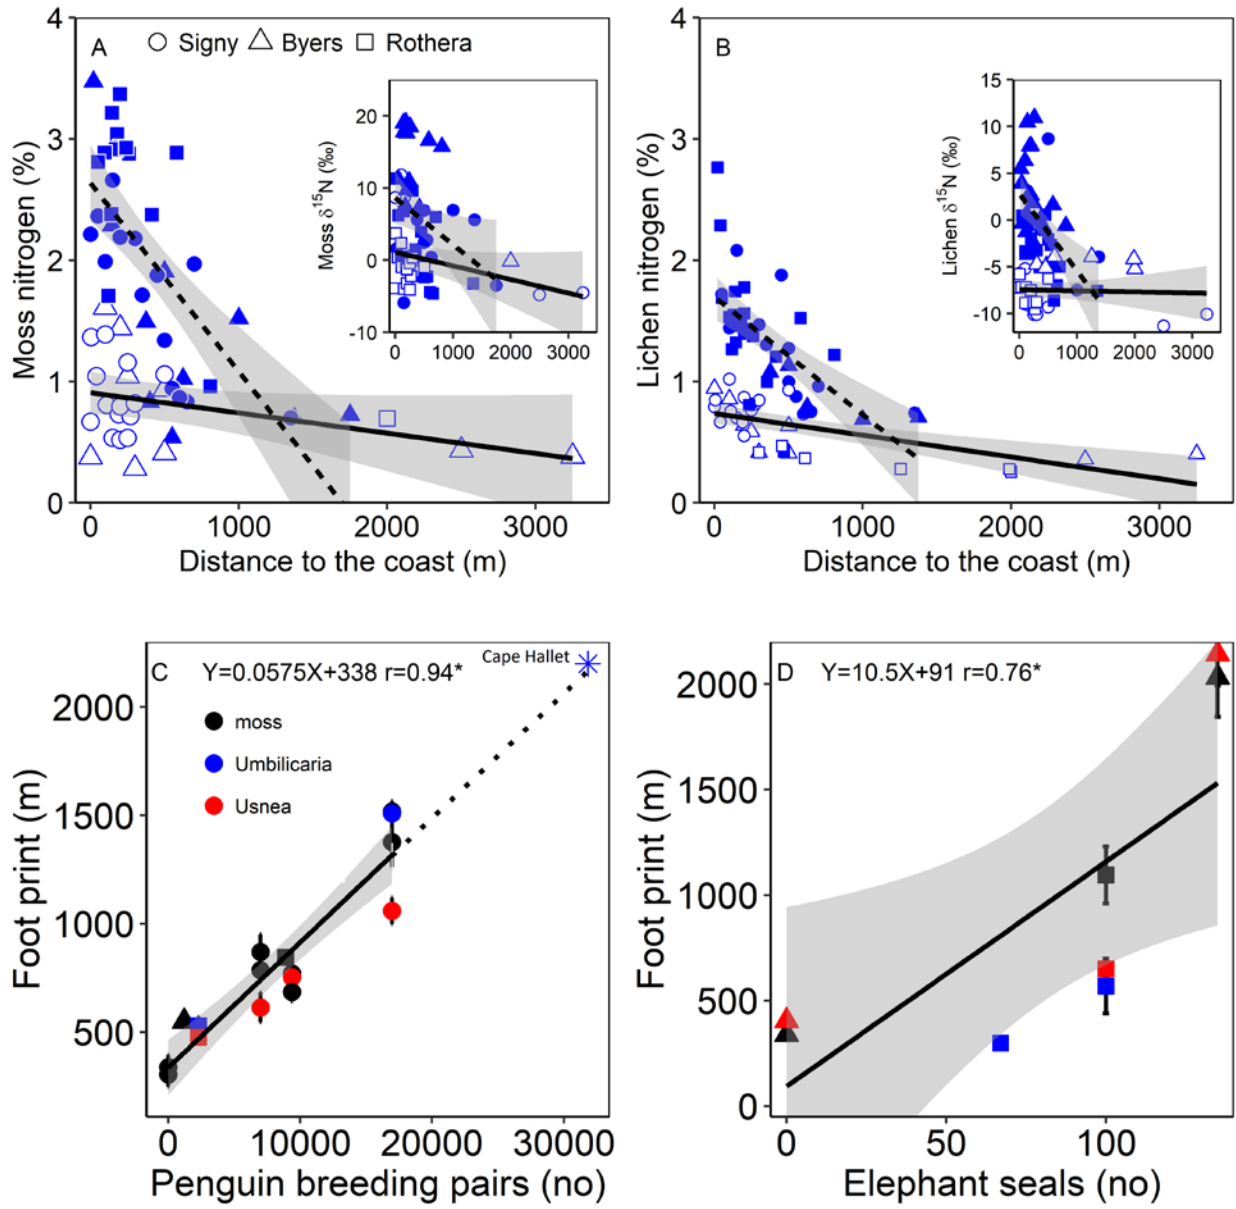 A Signy Byers Rothera
Moss nitrogen (%)
4
3
2
1
0
0 1000 2000 3000
Distance to the coast (m)
Moss δ¹⁵N (‰)
20
10
0
-10
0 1000 2000 3000
B
Lichen nitrogen (%)
4
3
2
1
0
0 1000 2000 3000
Distance to the coast (m)
Lichen δ¹⁵N (‰)
15
10
5
0
-5
-10
0 1000 2000 3000
C Y=0.0575X+338 r=0.94*
Cape Hallet
moss
Umbilicaria
Usnea
Foot print (m)
2000
1500
1000
500
0 10000 20000 30000
Penguin breeding pairs (no)
D Y=10.5X+91 r=0.76*
Foot print (m)
2000
1500
1000
500
0
0 50 100
Elephant seals (no)